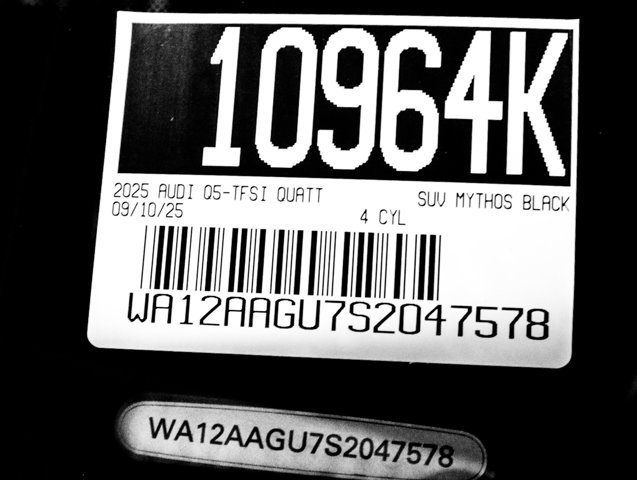 10964K
2025 AUDI Q5-TFSI QUATT SUV MYTHOS BLACK
09/10/25 4 CYL
WA12AAGU7S2047578
WA12AAGU7S2047578